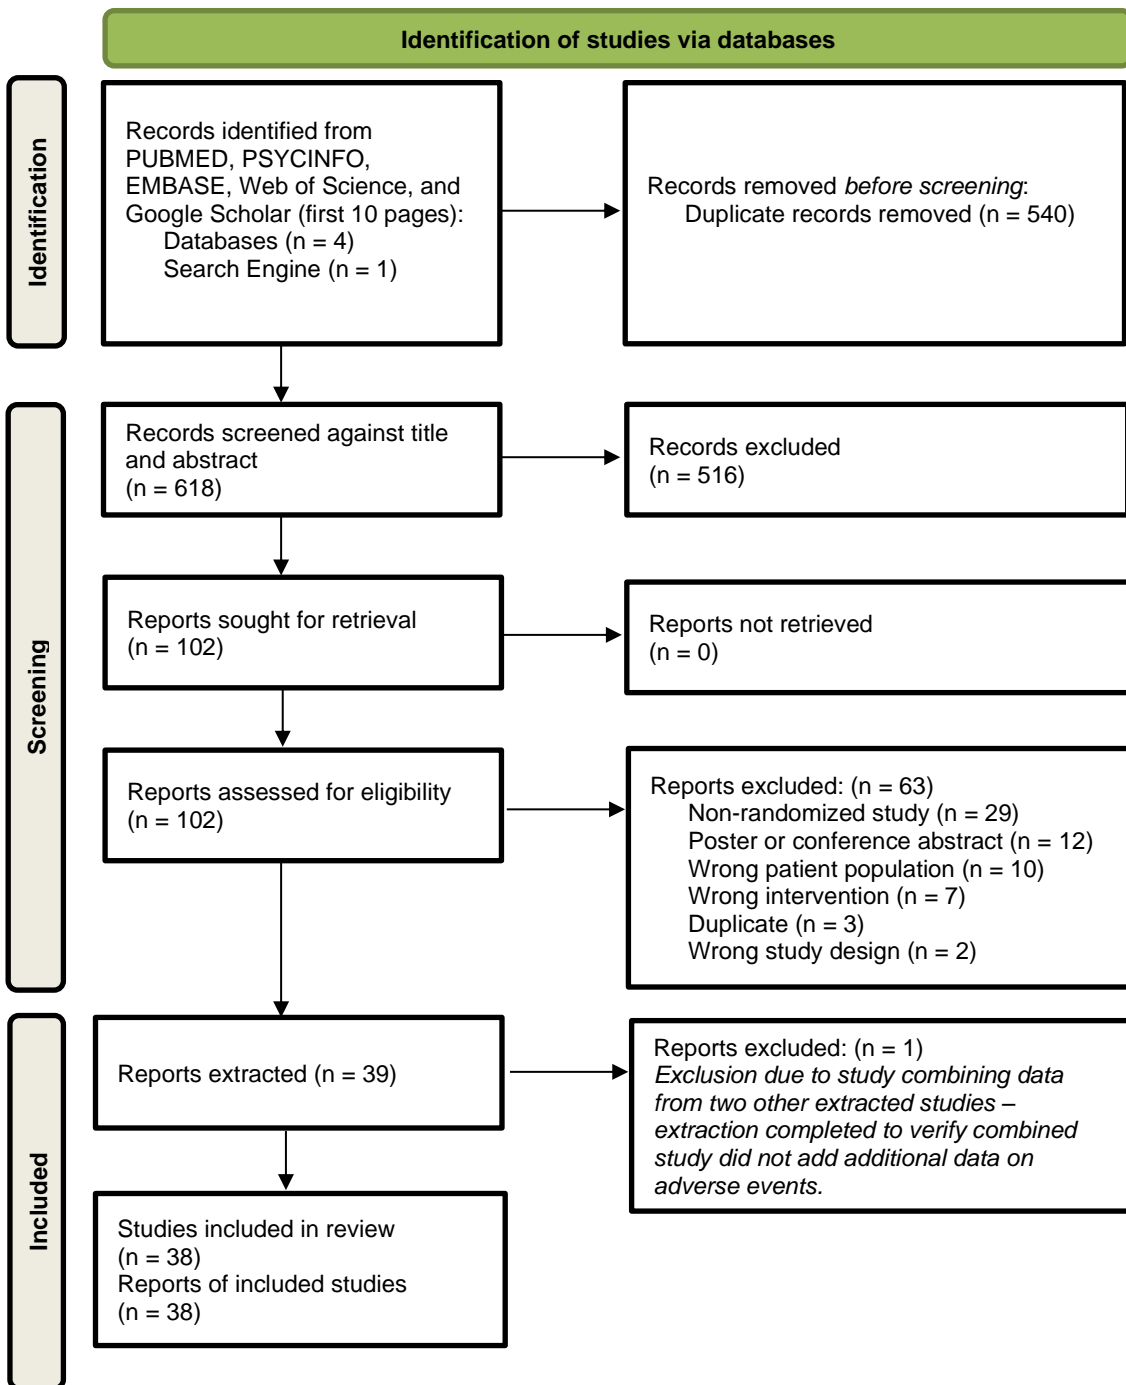 Identification of studies via databases
Identification
Records identified from
PUBMED, PSYCINFO,
EMBASE, Web of Science, and
Google Scholar (first 10 pages):
Databases (n = 4)
Search Engine (n = 1)
Records removed before screening:
Duplicate records removed (n = 540)
Screening
Records screened against title
and abstract
(n = 618)
Records excluded
(n = 516)
Reports sought for retrieval
(n = 102)
Reports not retrieved
(n = 0)
Reports assessed for eligibility
(n = 102)
Reports excluded: (n = 63)
Non-randomized study (n = 29)
Poster or conference abstract (n = 12)
Wrong patient population (n = 10)
Wrong intervention (n = 7)
Duplicate (n = 3)
Wrong study design (n = 2)
Included
Reports extracted (n = 39)
Reports excluded: (n = 1)
Exclusion due to study combining data
from two other extracted studies –
extraction completed to verify combined
study did not add additional data on
adverse events.
Studies included in review
(n = 38)
Reports of included studies
(n = 38)